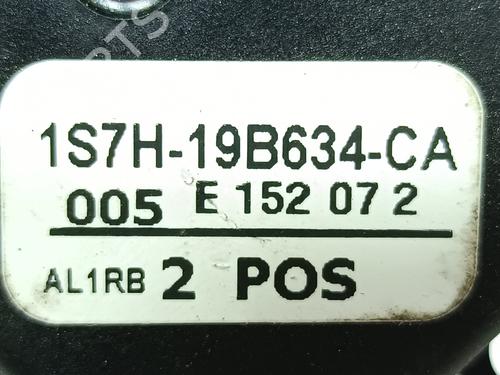 1S7H-19B634-CA
005 E 152 07 2
AL1RB 2 POS